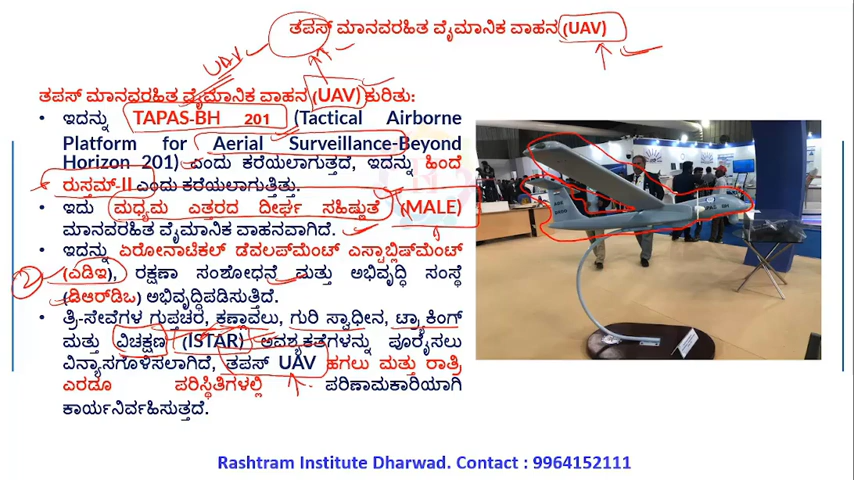 ತಪಸ್ ಮಾನವರಹಿತ ವೈಮಾನಿಕ ವಾಹನ (UAV)
UAV
ತಪಸ್ ಮಾನವರಹಿತ ವೈಮಾನಿಕ ವಾಹನ (UAV) ಕುರಿತು:
• ಇದನ್ನು TAPAS-BH 201 (Tactical Airborne
Platform for Aerial Surveillance-Beyond
Horizon 201) ಎಂದು ಕರೆಯಲಾಗುತ್ತದೆ, ಇದನ್ನು ಹಿಂದೆ
ರುಸ್ತಮ್-II ಎಂದು ಕರೆಯಲಾಗುತ್ತಿತ್ತು.
• ಇದು ಮಧ್ಯಮ ಎತ್ತರದ ದೀರ್ಘ ಸಹಿಷ್ಣುತೆ (MALE)
ಮಾನವರಹಿತ ವೈಮಾನಿಕ ವಾಹನವಾಗಿದೆ.
• ಇದನ್ನು ಏರೋನಾಟಿಕಲ್ ಡೆವಲಪ್‌ಮೆಂಟ್ ಎಸ್ಟಾಬ್ಲಿಷ್‌ಮೆಂಟ್
2 (ಎಡಿಇ), ರಕ್ಷಣಾ ಸಂಶೋಧನೆ ಮತ್ತು ಅಭಿವೃದ್ಧಿ ಸಂಸ್ಥೆ
(ಡಿಆರ್‌ಡಿಒ) ಅಭಿವೃದ್ಧಿಪಡಿಸುತ್ತಿದೆ.
• ತ್ರಿ-ಸೇವೆಗಳ ಗುಪ್ತಚರ, ಕಣ್ಗಾವಲು, ಗುರಿ ಸ್ವಾಧೀನ, ಟ್ರ್ಯಾಕಿಂಗ್
ಮತ್ತು ವಿಚಕ್ಷಣ (ISTAR) ಅವಶ್ಯಕತೆಗಳನ್ನು ಪೂರೈಸಲು
ವಿನ್ಯಾಸಗೊಳಿಸಲಾಗಿದೆ, ತಪಸ್ UAV ಹಗಲು ಮತ್ತು ರಾತ್ರಿ
ಎರಡೂ ಪರಿಸ್ಥಿತಿಗಳಲ್ಲಿ ಪರಿಣಾಮಕಾರಿಯಾಗಿ
ಕಾರ್ಯನಿರ್ವಹಿಸುತ್ತದೆ.
Rashtram Institute Dharwad. Contact : 9964152111